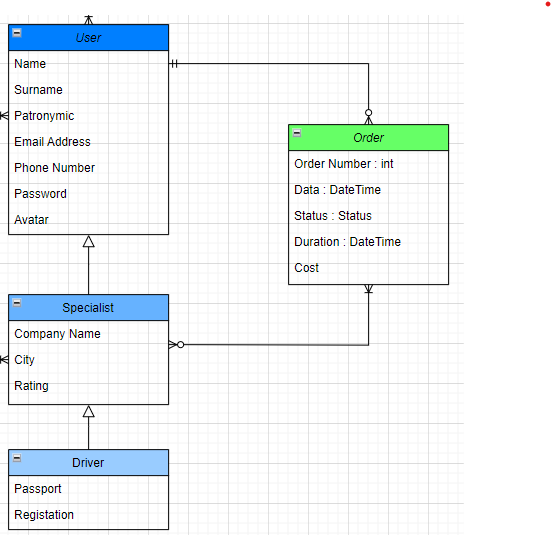 User
Name
Surname
Patronymic
Email Address
Phone Number
Password
Avatar
Order
Order Number : int
Data : DateTime
Status : Status
Duration : DateTime
Cost
Specialist
Company Name
City
Rating
Driver
Passport
Registation